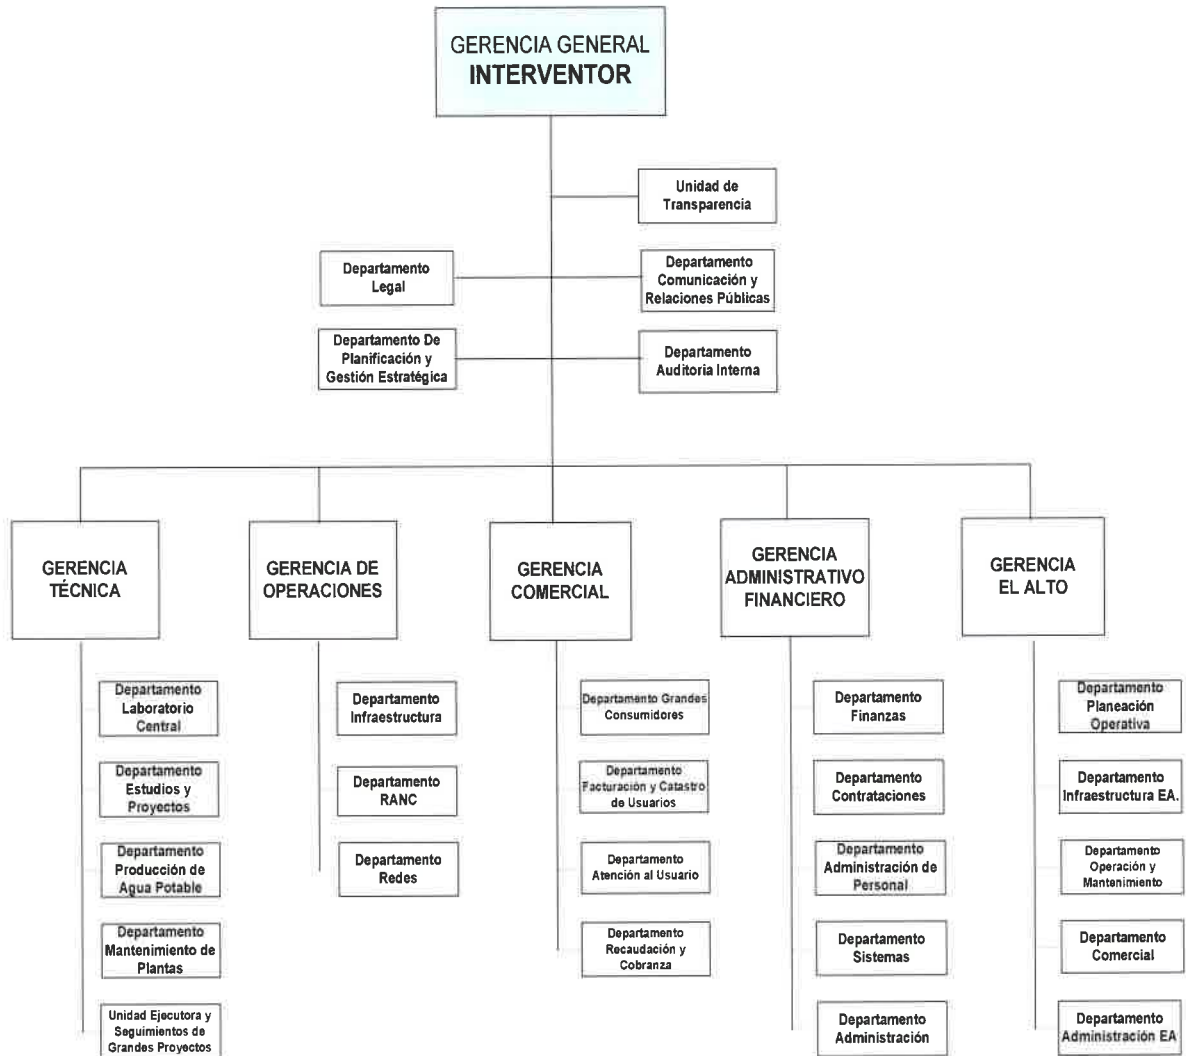 GERENCIA GENERAL
INTERVENTOR
Unidad de
Transparencia
Departamento
Legal
Departamento
Comunicación y
Relaciones Públicas
Departamento De
Planificación y
Gestión Estratégica
Departamento
Auditoria Interna
GERENCIA
TÉCNICA
GERENCIA DE
OPERACIONES
GERENCIA
COMERCIAL
GERENCIA
ADMINISTRATIVO
FINANCIERO
GERENCIA
EL ALTO
Departamento
Laboratorio
Central
Departamento
Estudios y
Proyectos
Departamento
Producción de
Agua Potable
Departamento
Mantenimiento de
Plantas
Unidad Ejecutora y
Seguimientos de
Grandes Proyectos
Departamento
Infraestructura
Departamento
RANC
Departamento
Redes
Departamento Grandes
Consumidores
Departamento
Facturación y Catastro
de Usuarios
Departamento
Atención al Usuario
Departamento
Recaudación y
Cobranza
Departamento
Finanzas
Departamento
Contrataciones
Departamento
Administración de
Personal
Departamento
Sistemas
Departamento
Administración
Departamento
Planeación
Operativa
Departamento
Infraestructura EA.
Departamento
Operación y
Mantenimiento
Departamento
Comercial
Departamento
Administración EA